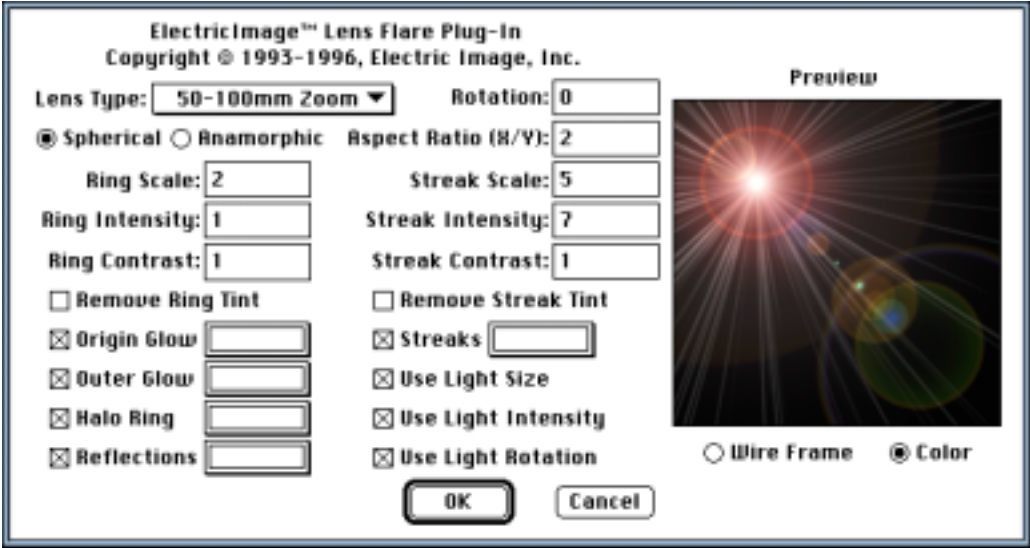 ElectricImage™ Lens Flare Plug-In
Copyright © 1993-1996, Electric Image, Inc.
Lens Type: 50-100mm Zoom
Spherical Anamorphic
Ring Scale: 2
Ring Intensity: 1
Ring Contrast: 1
Remove Ring Tint
Origin Glow
Outer Glow
Halo Ring
Reflections
Rotation: 0
Aspect Ratio (X/Y): 2
Streak Scale: 5
Streak Intensity: 7
Streak Contrast: 1
Remove Streak Tint
Streaks
Use Light Size
Use Light Intensity
Use Light Rotation
OK Cancel
Preview
Wire Frame Color